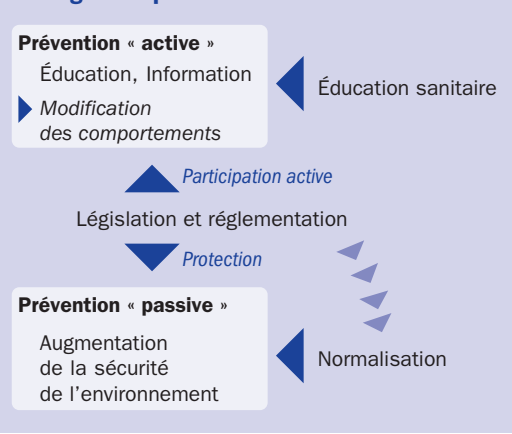 Prévention « active »
Éducation, Information
Modification
des comportements
Éducation sanitaire
Participation active
Législation et réglementation
Protection
Prévention « passive »
Augmentation
de la sécurité
de l'environnement
Normalisation